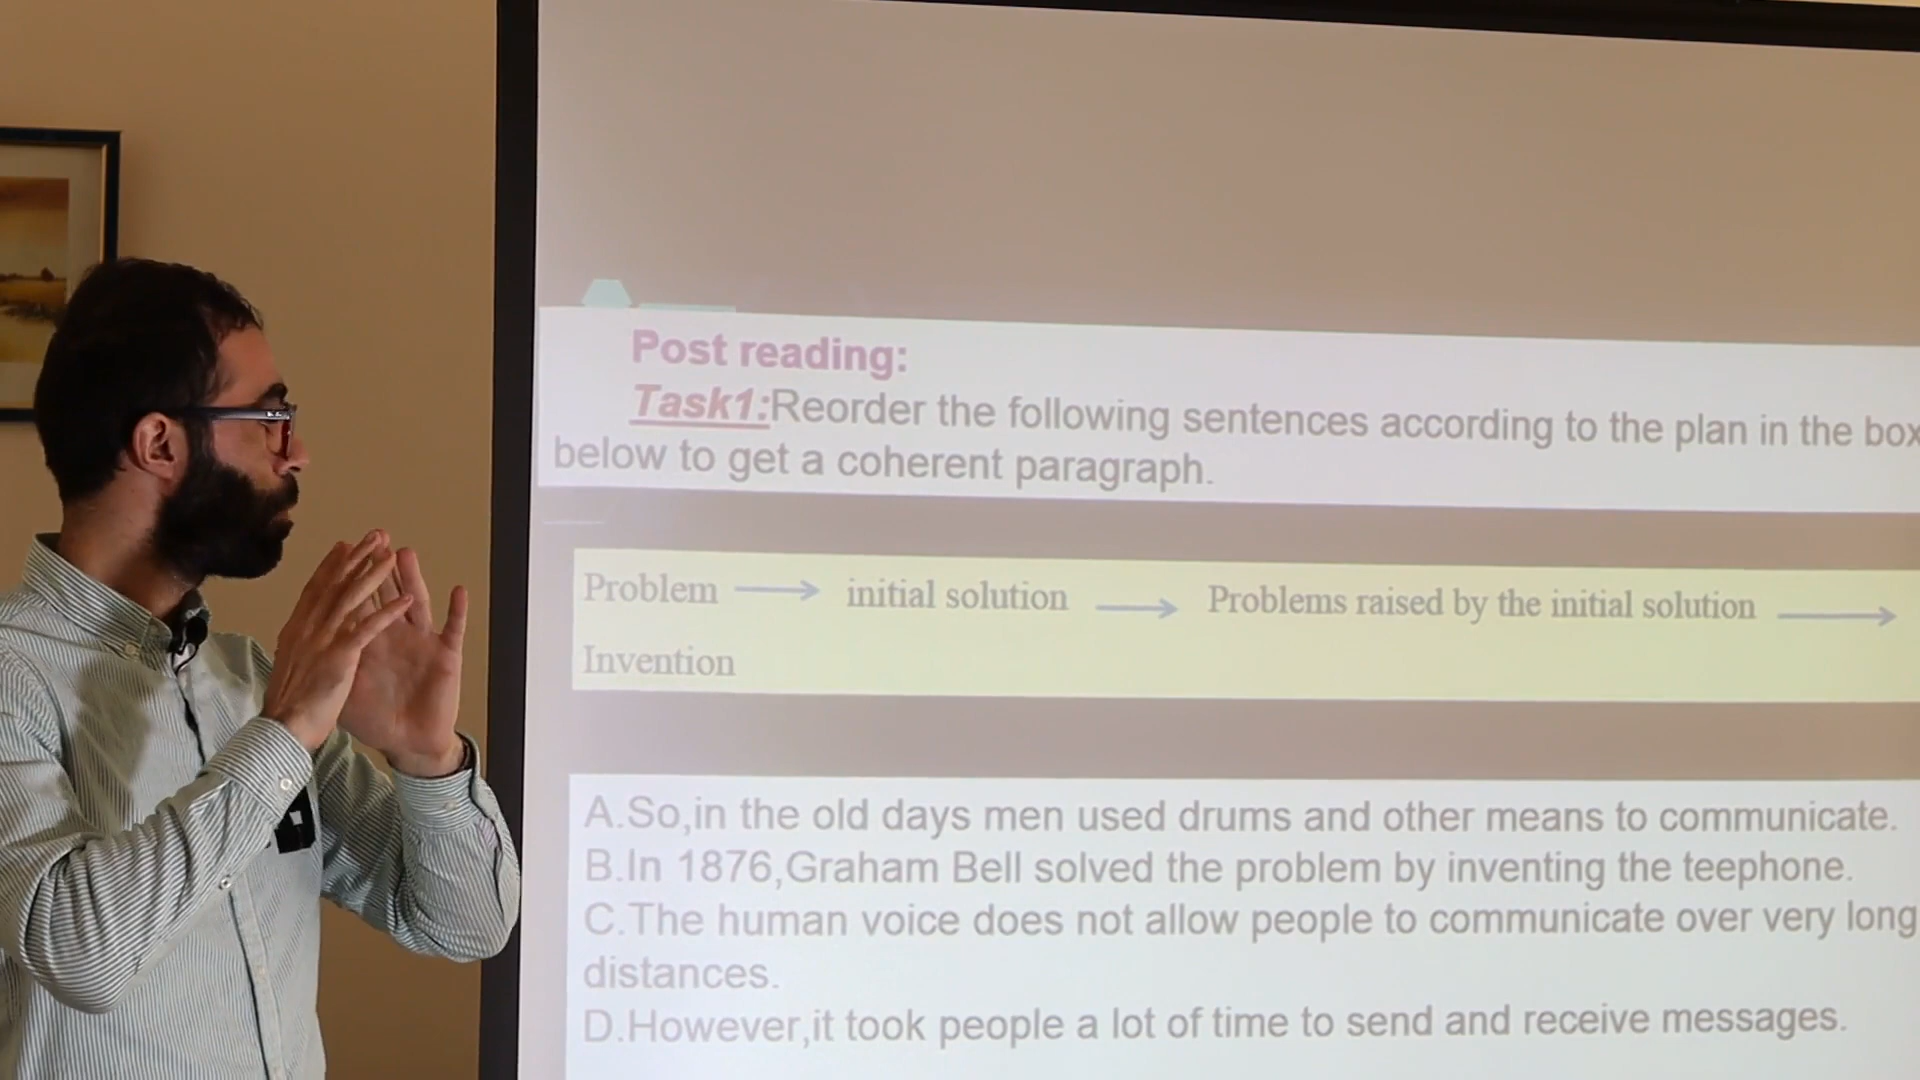 Post reading:
Task1:Reorder the following sentences according to the plan in the box
below to get a coherent paragraph.
Problem → initial solution → Problems raised by the initial solution →
Invention
A.So,in the old days men used drums and other means to communicate.
B.In 1876,Graham Bell solved the problem by inventing the teephone.
C.The human voice does not allow people to communicate over very long
distances.
D.However,it took people a lot of time to send and receive messages.